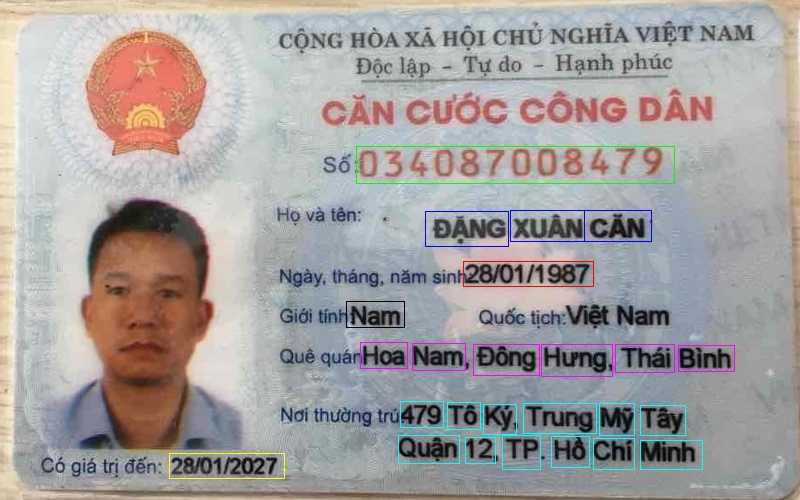 CỘNG HÒA XÃ HỘI CHỦ NGHĨA VIỆT NAM
Độc lập - Tự do - Hạnh phúc
CĂN CƯỚC CÔNG DÂN
Số: 034087008479
Họ và tên: ĐẶNG XUÂN CĂN
Ngày, tháng, năm sinh: 28/01/1987
Giới tính: Nam Quốc tịch: Việt Nam
Quê quán: Hoa Nam, Đông Hưng, Thái Bình
Nơi thường trú: 479 Tô Ký, Trung Mỹ Tây
Quận 12, TP. Hồ Chí Minh
Có giá trị đến: 28/01/2027